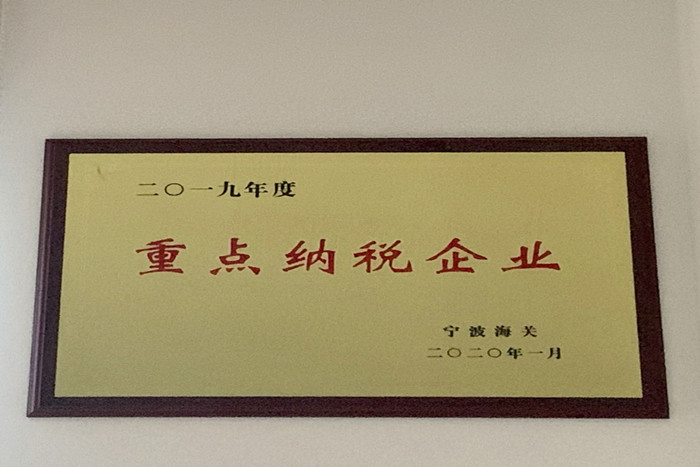 二〇一九年度
重点纳税企业
宁波海关
二〇二〇年一月